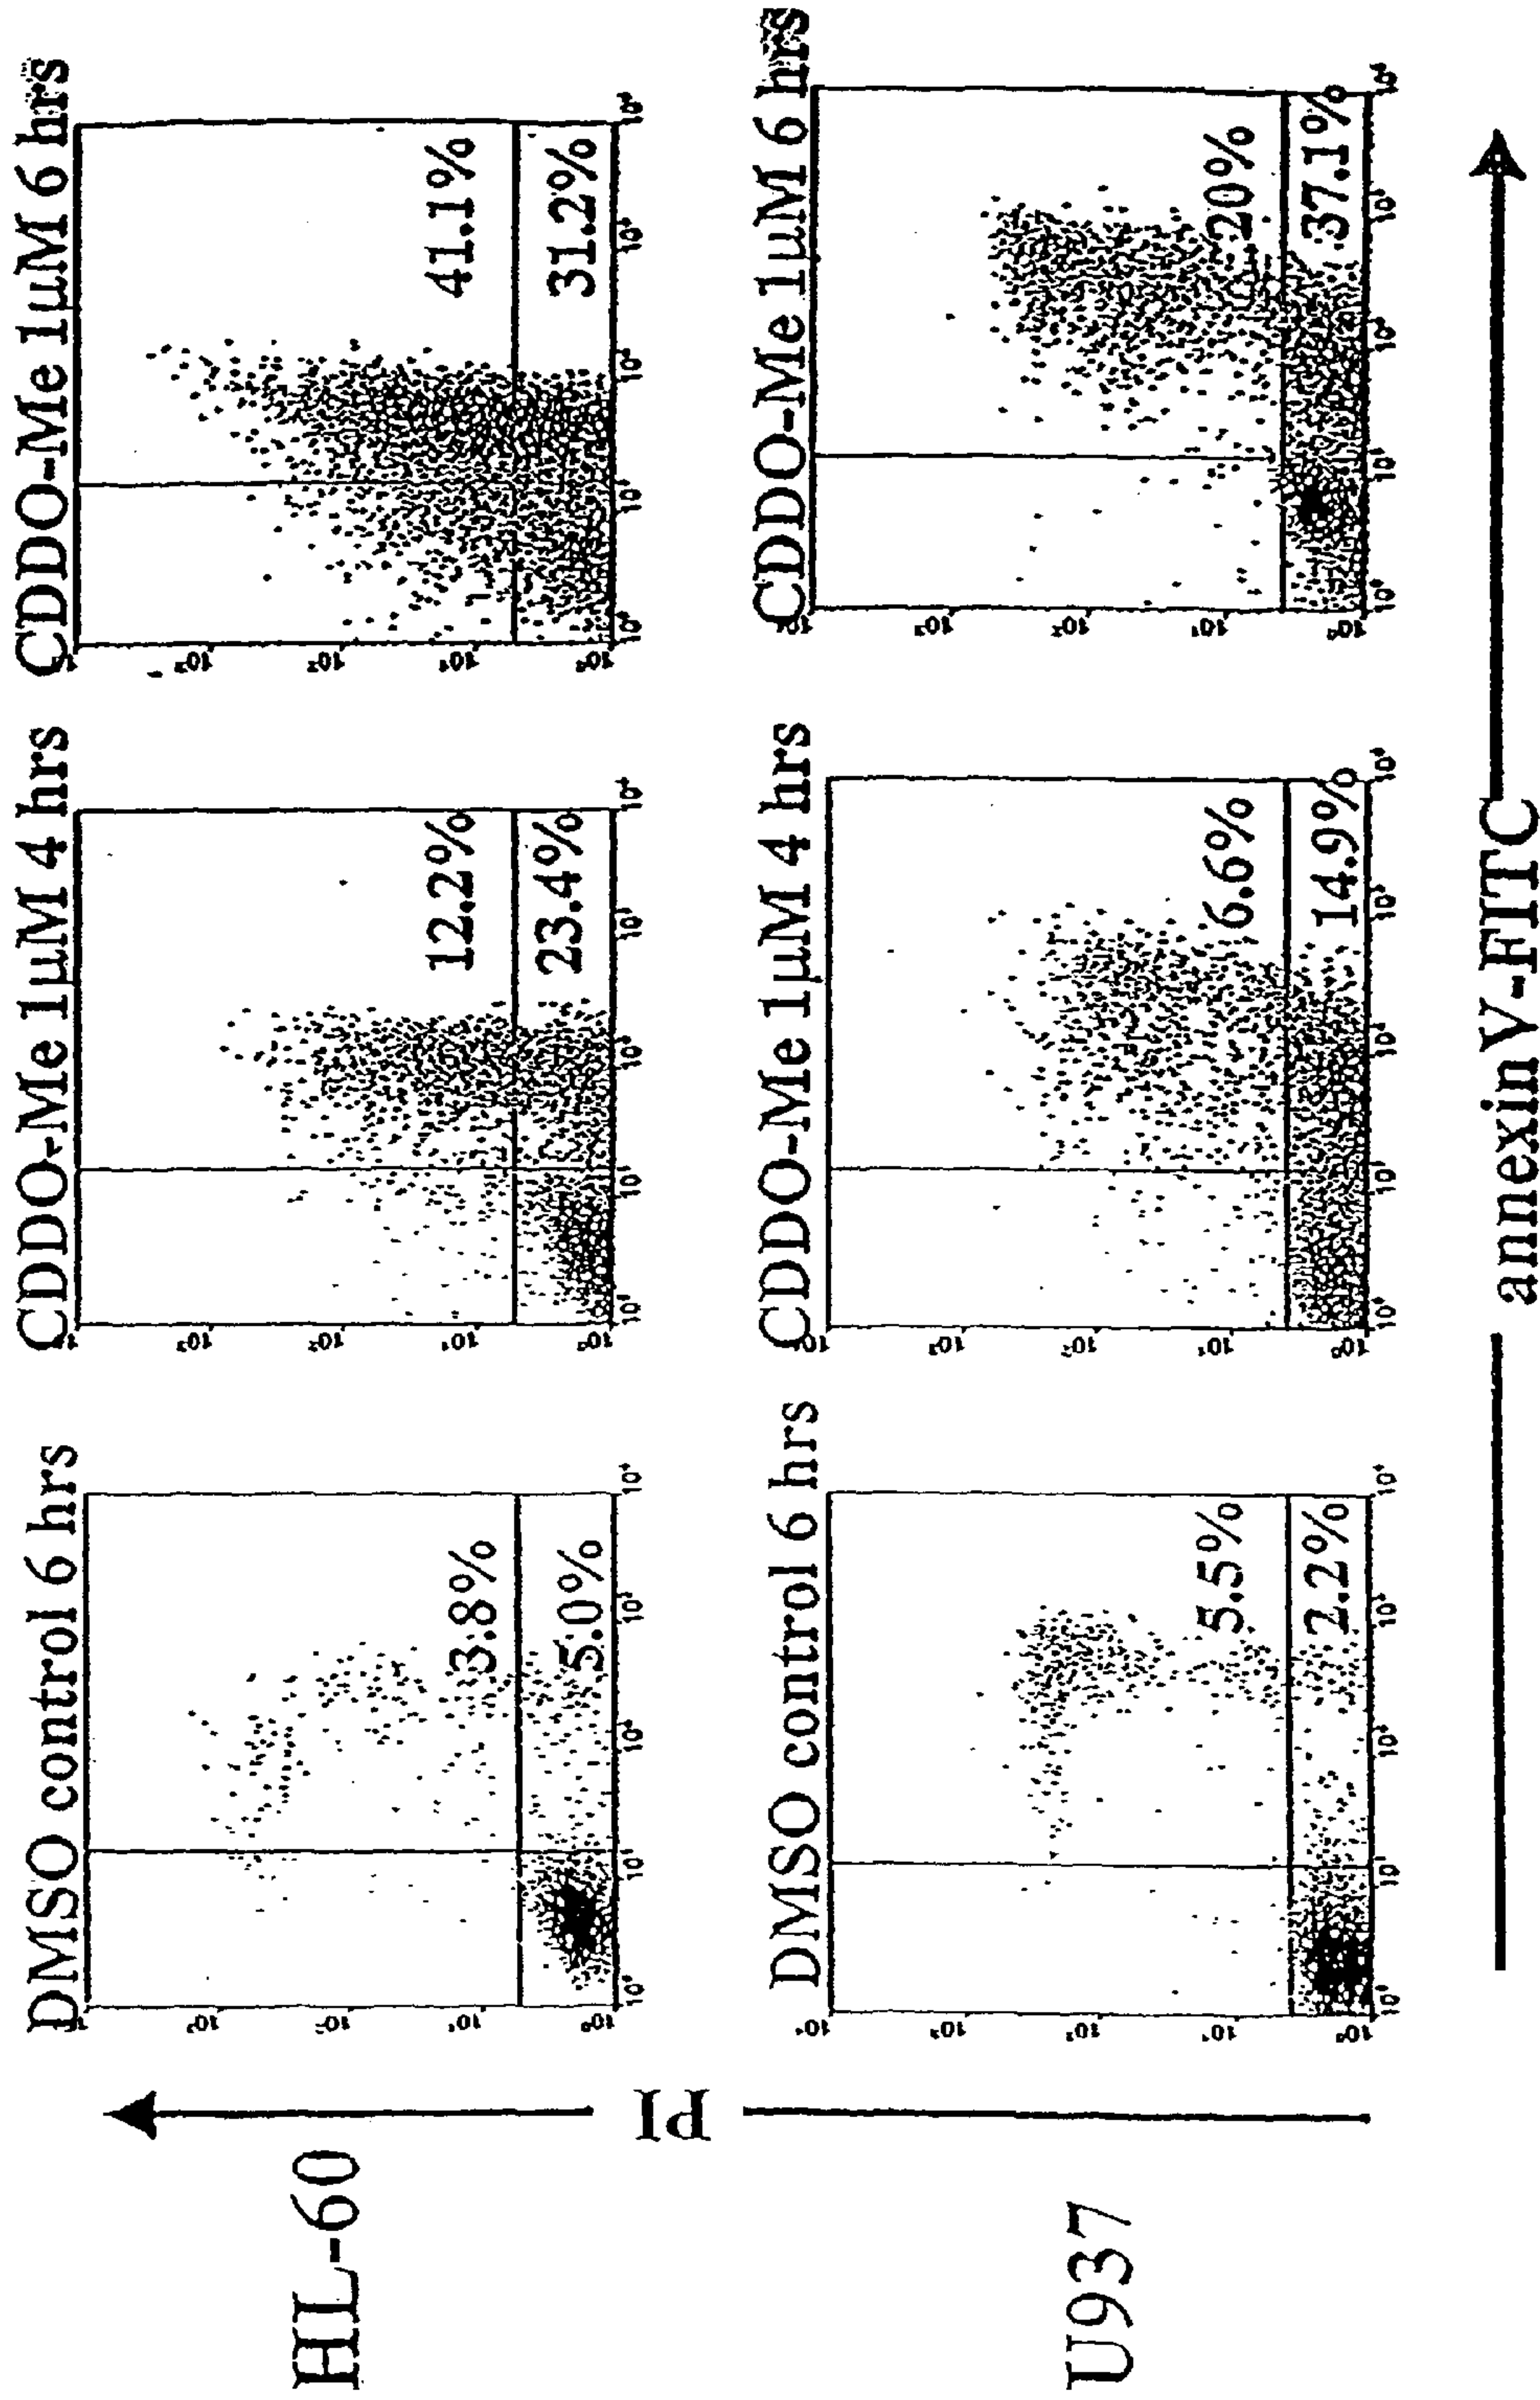 HL-60
DMSO control 6 hrs
3.8%
5.0%
CDDO-Me 1µM 4 hrs
12.2%
23.4%
CDDO-Me 1µM 6 hrs
41.1%
31.2%
PI
U937
DMSO control 6 hrs
5.5%
2.2%
CDDO-Me 1µM 4 hrs
6.6%
14.9%
CDDO-Me 1µM 6 hrs
20%
37.1%
annexin V-FITC